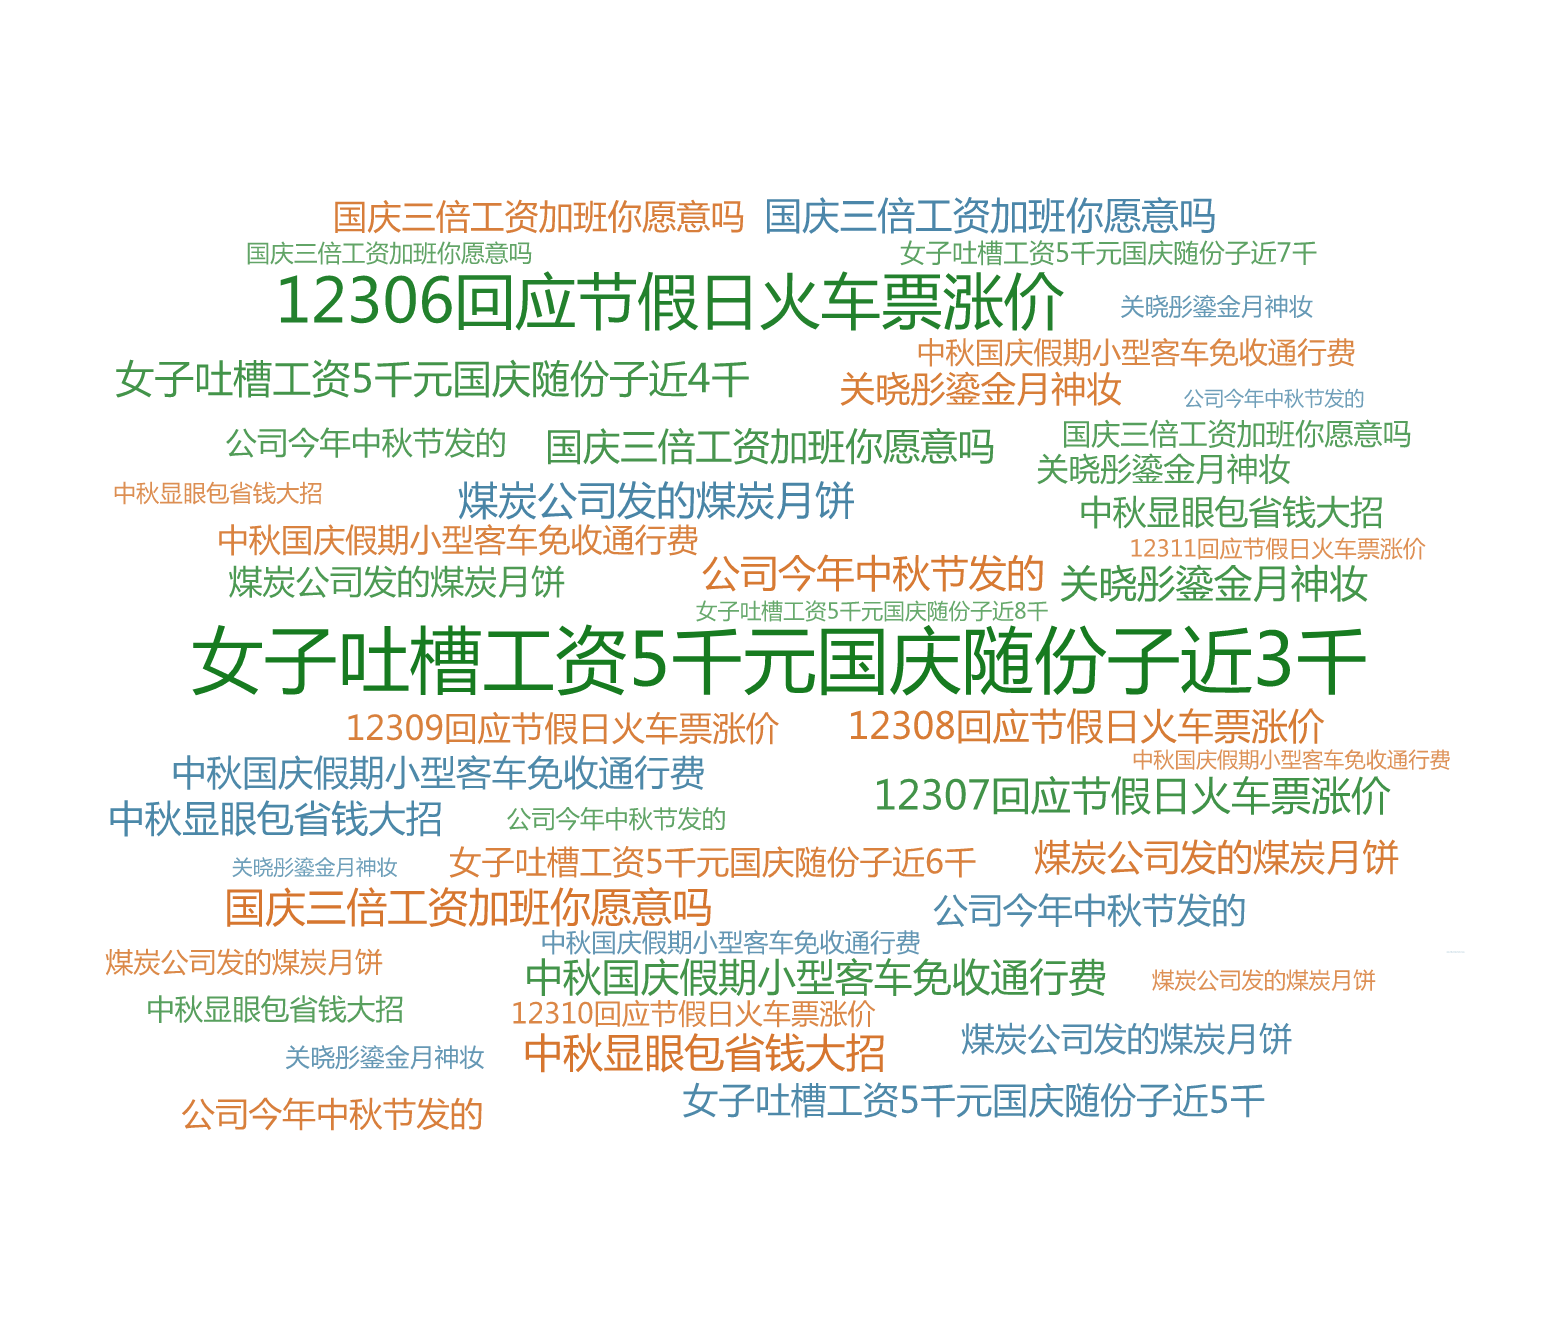 国庆三倍工资加班你愿意吗
国庆三倍工资加班你愿意吗
国庆三倍工资加班你愿意吗
女子吐槽工资5千元国庆随份子近7千
12306回应节假日火车票涨价
关晓彤鎏金月神妆
中秋国庆假期小型客车免收通行费
女子吐槽工资5千元国庆随份子近4千
关晓彤鎏金月神妆
公司今年中秋节发的
公司今年中秋节发的
国庆三倍工资加班你愿意吗
国庆三倍工资加班你愿意吗
关晓彤鎏金月神妆
中秋显眼包省钱大招
煤炭公司发的煤炭月饼
中秋显眼包省钱大招
中秋国庆假期小型客车免收通行费
12311回应节假日火车票涨价
煤炭公司发的煤炭月饼
公司今年中秋节发的
关晓彤鎏金月神妆
女子吐槽工资5千元国庆随份子近8千
女子吐槽工资5千元国庆随份子近3千
12309回应节假日火车票涨价
12308回应节假日火车票涨价
中秋国庆假期小型客车免收通行费
中秋国庆假期小型客车免收通行费
12307回应节假日火车票涨价
中秋显眼包省钱大招
公司今年中秋节发的
关晓彤鎏金月神妆
女子吐槽工资5千元国庆随份子近6千
煤炭公司发的煤炭月饼
国庆三倍工资加班你愿意吗
公司今年中秋节发的
中秋国庆假期小型客车免收通行费
煤炭公司发的煤炭月饼
中秋国庆假期小型客车免收通行费
煤炭公司发的煤炭月饼
中秋显眼包省钱大招
12310回应节假日火车票涨价
关晓彤鎏金月神妆
中秋显眼包省钱大招
煤炭公司发的煤炭月饼
公司今年中秋节发的
女子吐槽工资5千元国庆随份子近5千